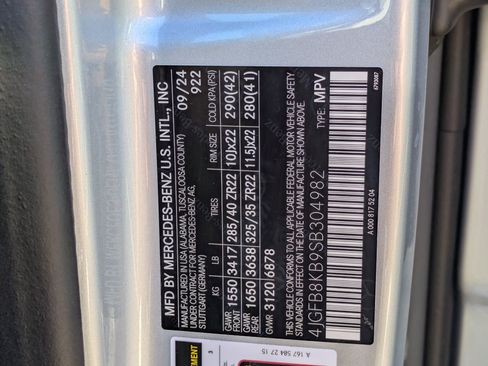 MFD BY MERCEDES-BENZ U.S. INTL., INC
MANUFACTURED IN USA (ALABAMA, TUSCALOOSA COUNTY)
UNDER CONTRACT FOR MERCEDES-BENZ AG,
STUTTGART (GERMANY)
09/24
922
KG LB TIRES RIM SIZE COLD KPA (PSI)
GAWR FRONT 1550 3417 285/40 ZR22 10Jx22 290(42)
GAWR REAR 1650 3638 325/35 ZR22 11.5Jx22 280(41)
GVWR 3120 6878
THIS VEHICLE CONFORMS TO ALL APPLICABLE FEDERAL MOTOR VEHICLE SAFETY
STANDARDS IN EFFECT ON THE DATE OF MANUFACTURE SHOWN ABOVE.
4JGFB8KB9SB304982 TYPE: MPV
A 000 817 52 04
A 167 584 27 15
3